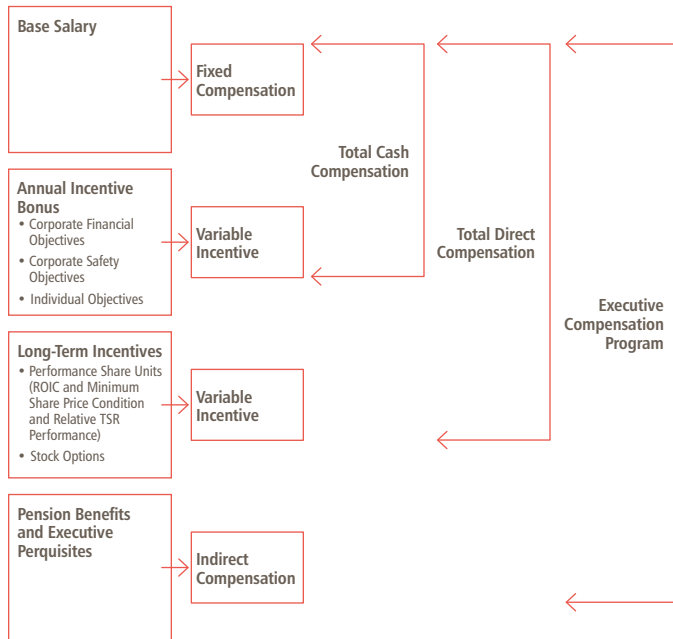 Base Salary
Fixed
Compensation
Total Cash
Compensation
Annual Incentive
Bonus
• Corporate Financial
Objectives
• Corporate Safety
Objectives
• Individual Objectives
Variable
Incentive
Total Direct
Compensation
Executive
Compensation
Program
Long-Term Incentives
• Performance Share Units
(ROIC and Minimum
Share Price Condition
and Relative TSR
Performance)
• Stock Options
Variable
Incentive
Pension Benefits
and Executive
Perquisites
Indirect
Compensation